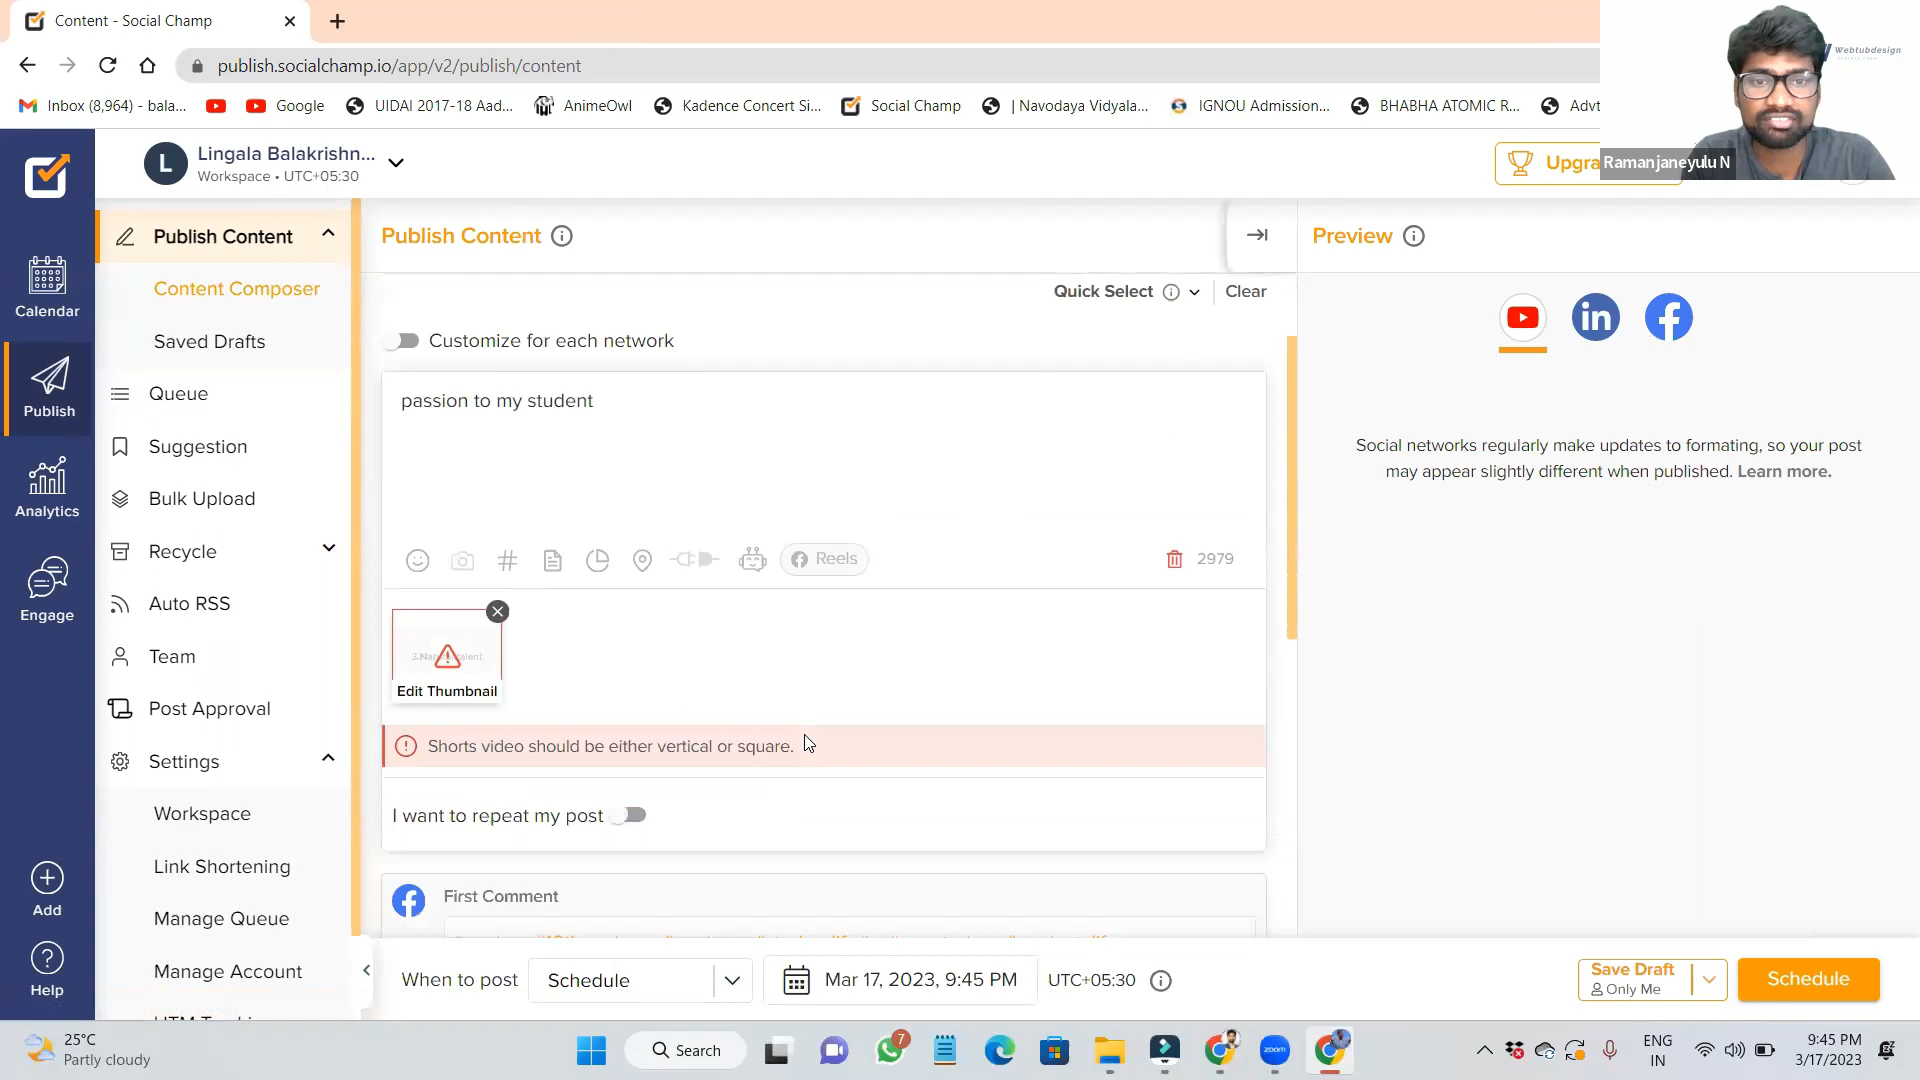 Content - Social Champ
publish.socialchamp.io/app/v2/publish/content
Inbox (8,964) - bala...
Google
UIDAI 2017-18 Aad...
AnimeOwl
Kadence Concert Si...
Social Champ
| Navodaya Vidyala...
IGNOU Admission...
BHABHA ATOMIC R...
Advt
Webtubdesign
L
Lingala Balakrishn...
Workspace • UTC+05:30
Upgra
Ramanjaneyulu N
Calendar
Publish
Analytics
Engage
Add
Help
Publish Content
Content Composer
Saved Drafts
Queue
Suggestion
Bulk Upload
Recycle
Auto RSS
Team
Post Approval
Settings
Workspace
Link Shortening
Manage Queue
Manage Account
Publish Content
Quick Select
Clear
Customize for each network
passion to my student
Reels
2979
Edit Thumbnail
Shorts video should be either vertical or square.
I want to repeat my post
First Comment
When to post
Schedule
Mar 17, 2023, 9:45 PM
UTC+05:30
Save Draft
Only Me
Schedule
Preview
in
Social networks regularly make updates to formating, so your post
may appear slightly different when published. Learn more.
25°C
Partly cloudy
Search
7
zoom
ENG
IN
9:45 PM
3/17/2023